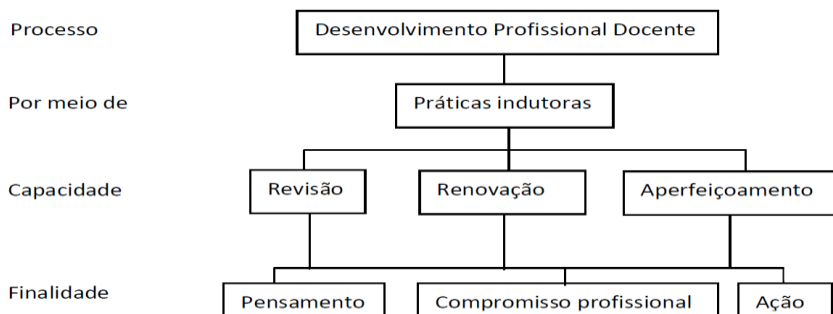 Processo Desenvolvimento Profissional Docente
Por meio de Práticas indutoras
Capacidade Revisão Renovação Aperfeiçoamento
Finalidade Pensamento Compromisso profissional Ação